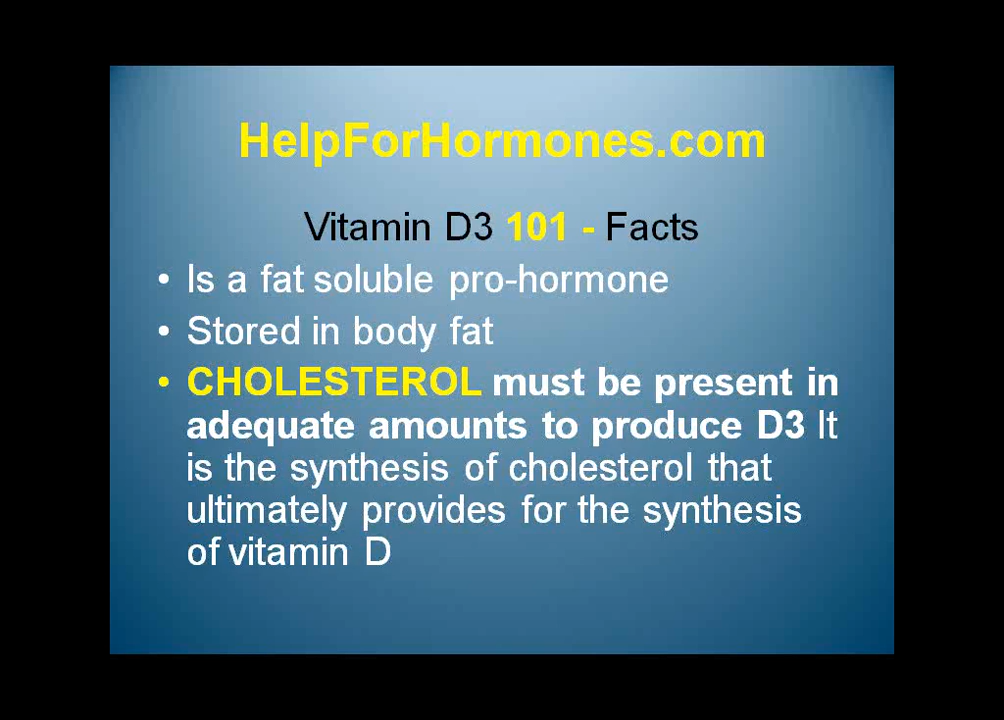 HelpForHormones.com
Vitamin D3 101 - Facts
• Is a fat soluble pro-hormone
• Stored in body fat
• CHOLESTEROL must be present in
adequate amounts to produce D3 It
is the synthesis of cholesterol that
ultimately provides for the synthesis
of vitamin D